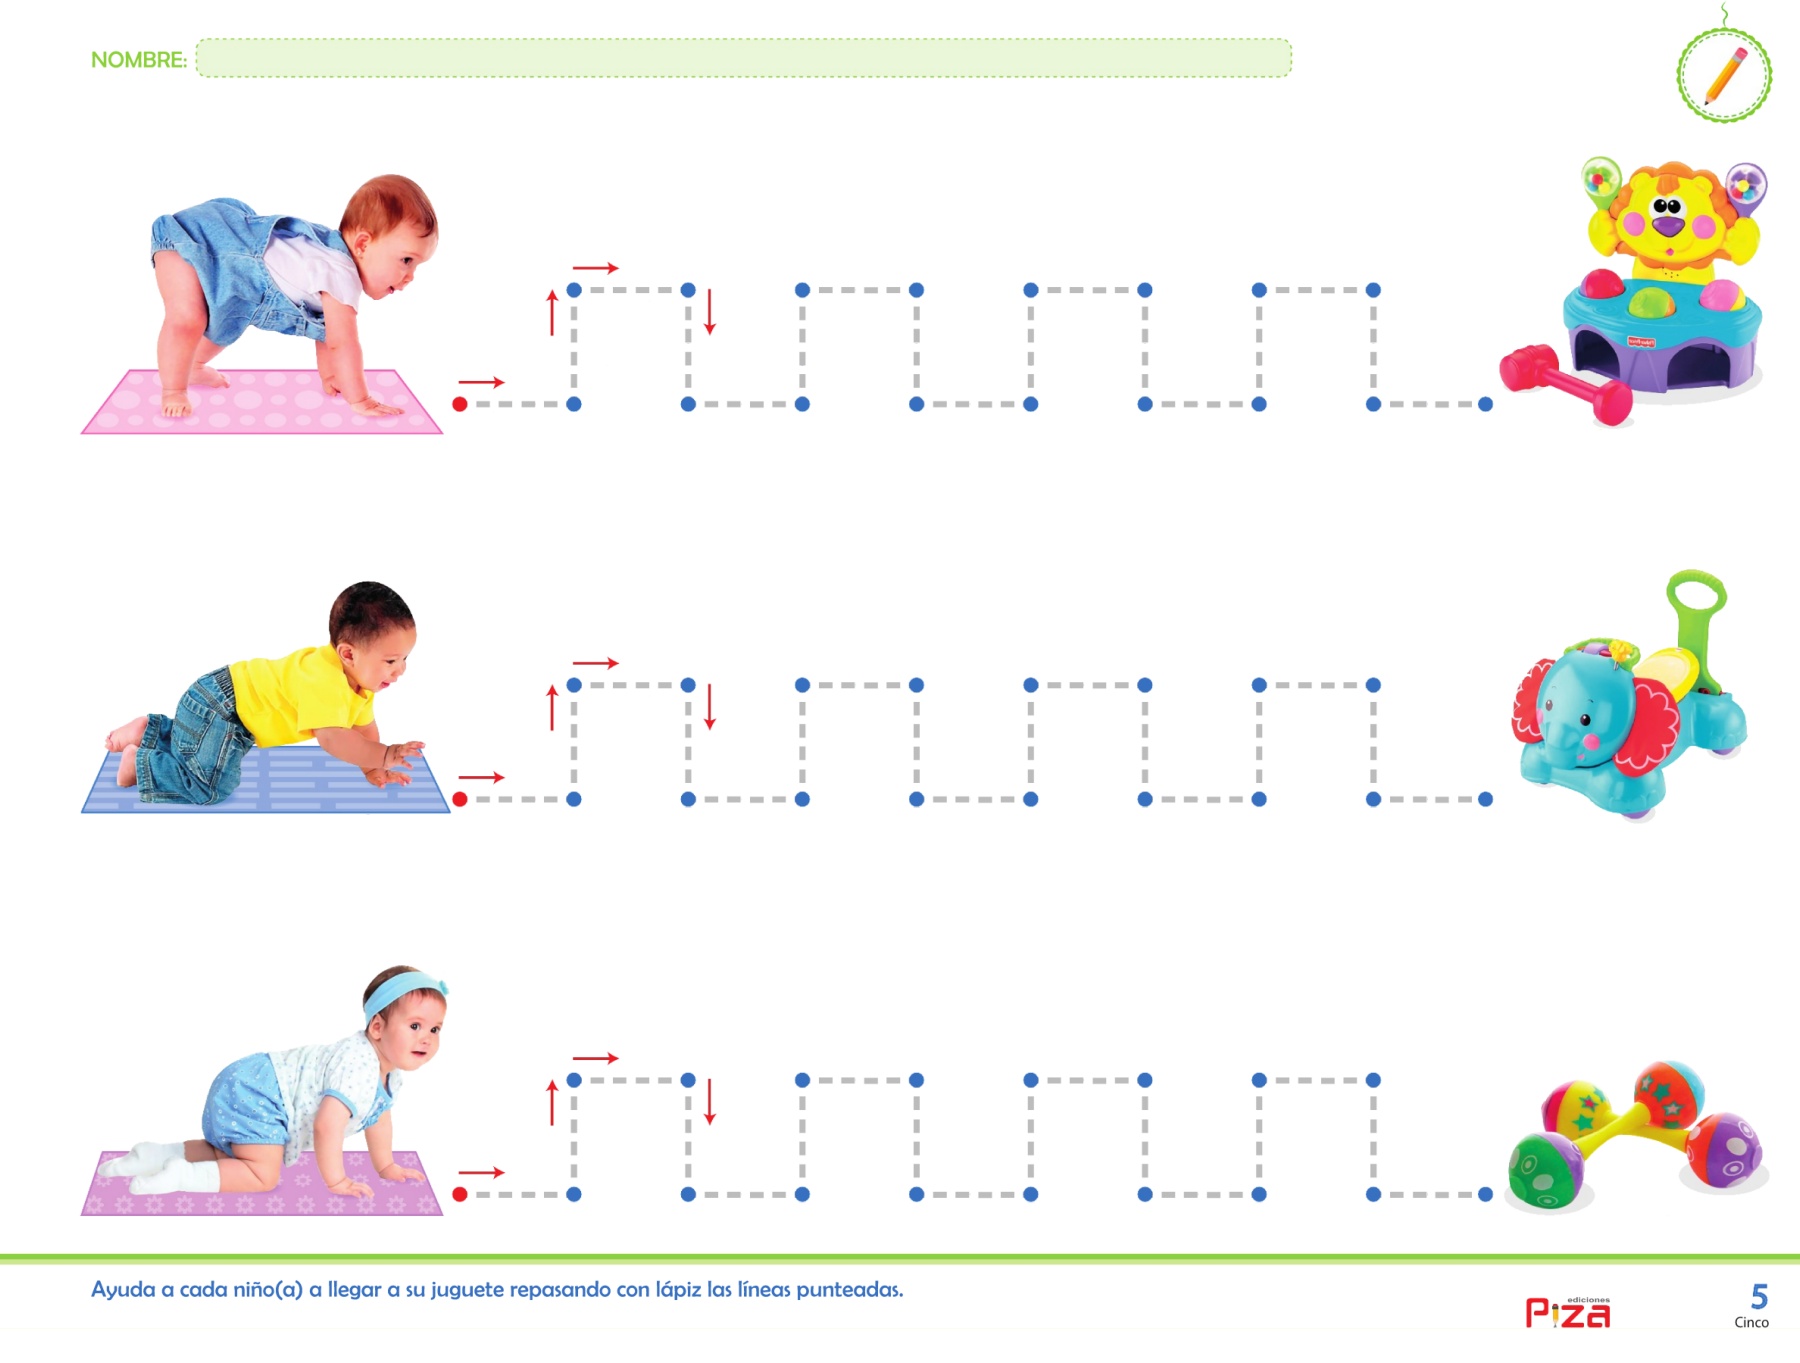 NOMBRE:
Ayuda a cada niño(a) a llegar a su juguete repasando con lápiz las líneas punteadas.
ediciones
Piza
5
Cinco